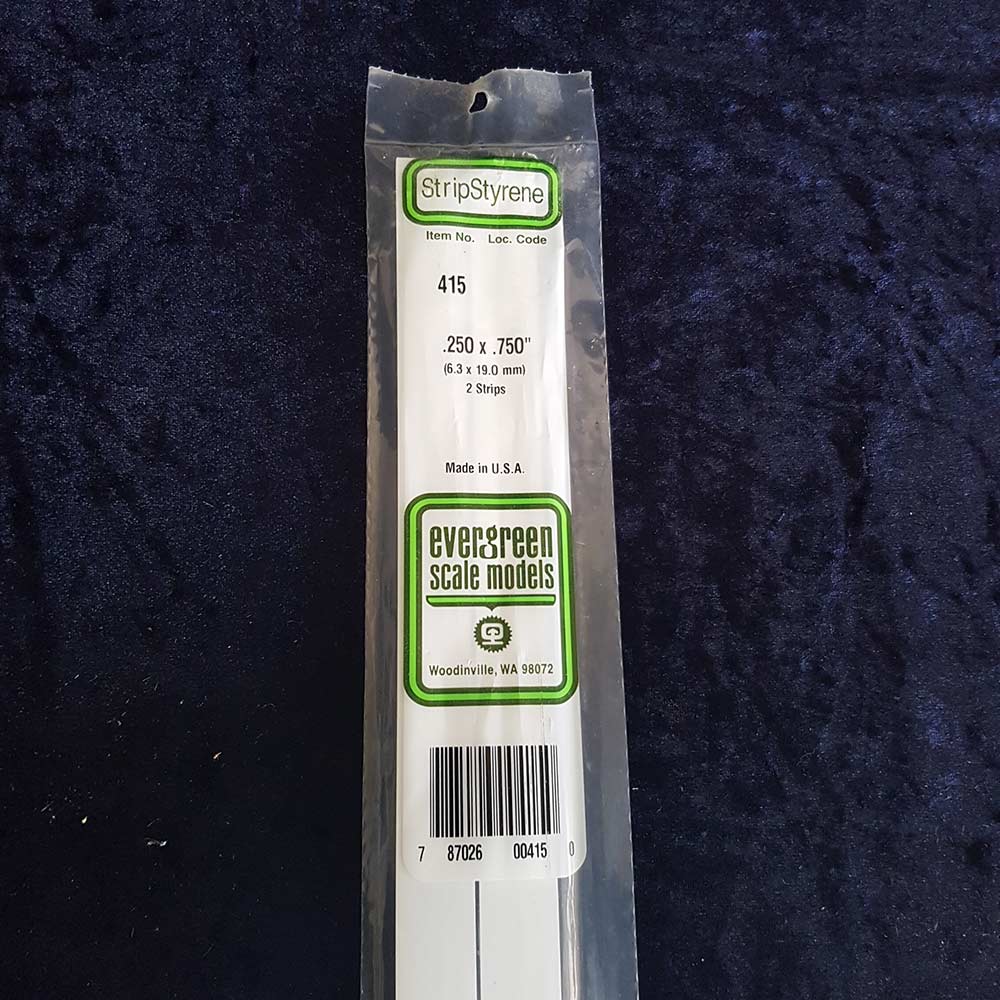 StripStyrene
Item No. Loc. Code
415
.250 x .750"
(6.3 x 19.0 mm)
2 Strips
Made in U.S.A.
evergreen
scale models
Woodinville, WA 98072
7 87026 00415 0